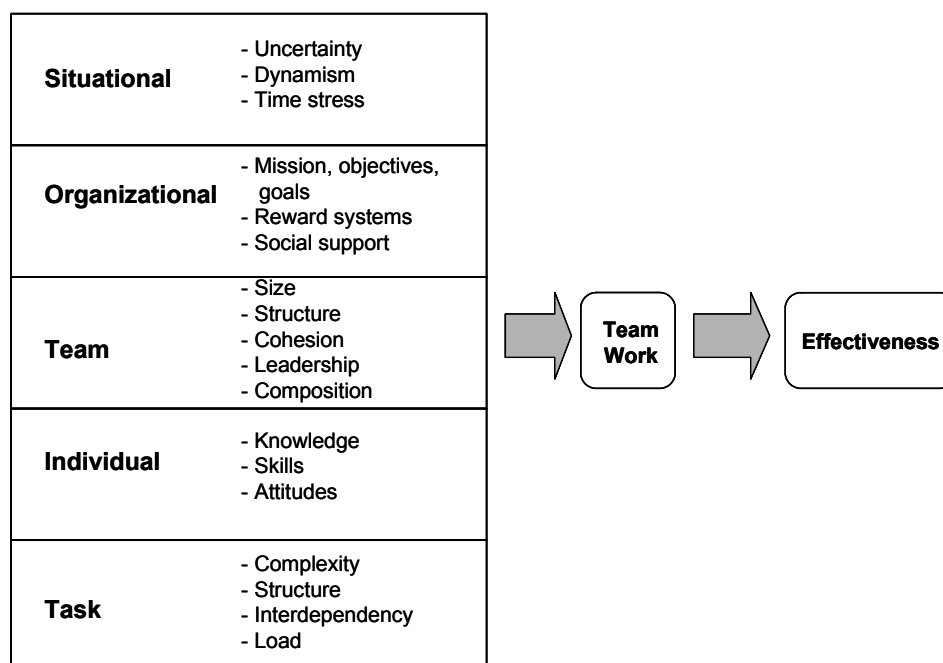 Situational
- Uncertainty
- Dynamism
- Time stress
Organizational
- Mission, objectives,
goals
- Reward systems
- Social support
Team
- Size
- Structure
- Cohesion
- Leadership
- Composition
Individual
- Knowledge
- Skills
- Attitudes
Task
- Complexity
- Structure
- Interdependency
- Load
Team
Work
Effectiveness